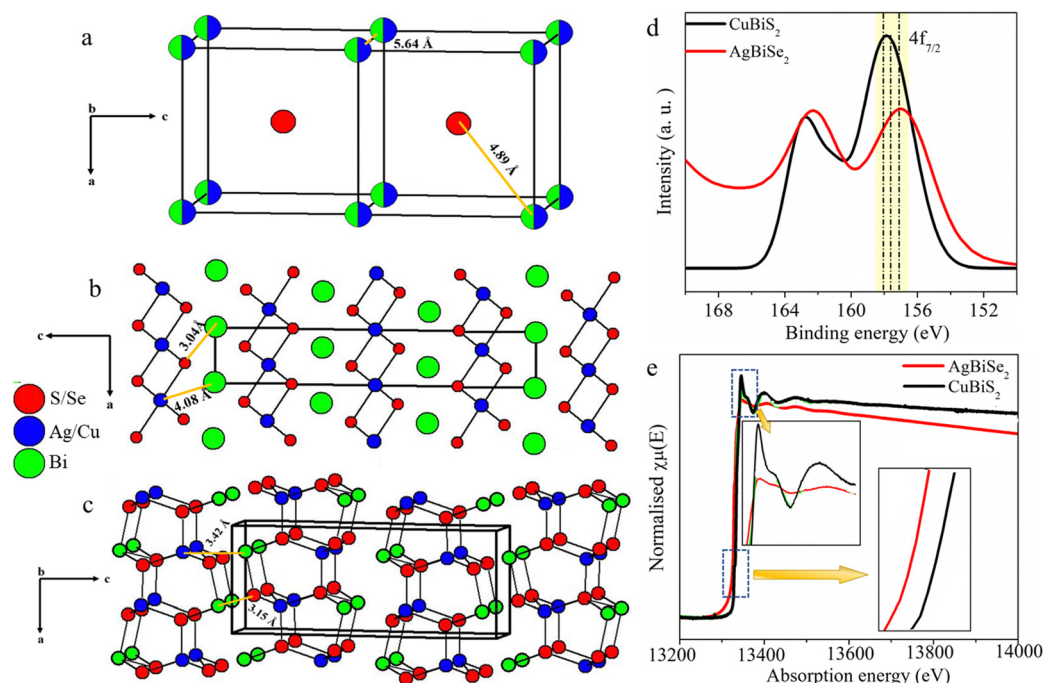 a
5.64 Å
4.89 Å
b
c
a
b
3.04Å
4.08 Å
c
a
S/Se
Ag/Cu
Bi
c
3.42 Å
3.15 Å
b
c
a
d
CuBiS2
AgBiSe2
4f7/2
Intensity (a. u. )
168
164
160
156
152
Binding energy (eV)
e
AgBiSe2
CuBiS2
Normalised χμ(E)
13200
13400
13600
13800
14000
Absorption energy (eV)